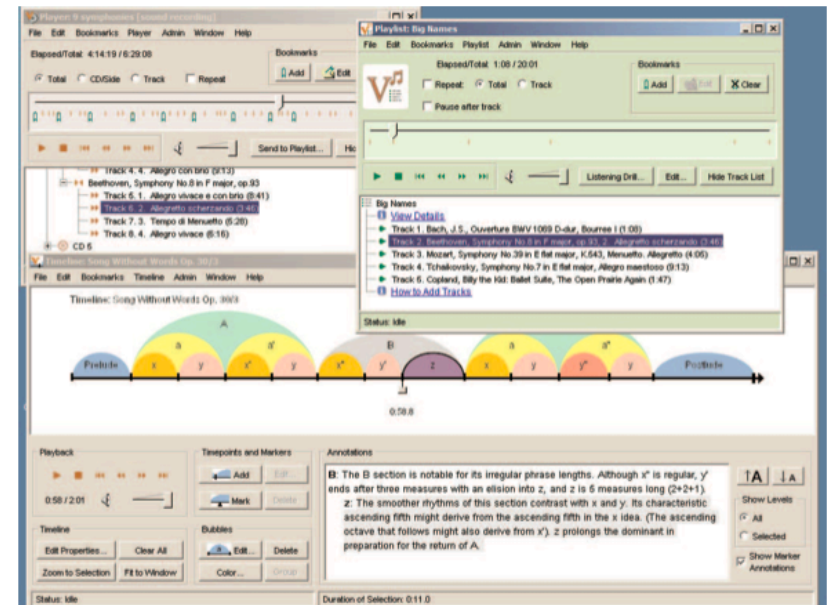 Player: 9 symphonies [sound recording]
File Edit Bookmarks Player Admin Window Help
Elapsed/Total: 4:14:19 / 6:29:08
Bookmarks
Add Edit
Total CD/Side Track Repeat
Send to Playlist...
Track 4. 4. Allegro con brio (9:13)
Beethoven, Symphony No.8 in F major, op.93
Track 5. 1. Allegro vivace e con brio (9:41)
Track 6. 2. Allegretto scherzando (3:46)
Track 7. 3. Tempo di Menuetto (5:28)
Track 8. 4. Allegro vivace (6:16)
CD 5
Playlist: Big Names
File Edit Bookmarks Playlist Admin Window Help
Elapsed/Total: 1:08 / 20:01
Bookmarks
Repeat Total Track
Add Edit Clear
Pause after track
V
Listening Drill... Edit... Hide Track List
Big Names
View Details
Track 1. Bach, J.S., Ouverture BWV 1069 D-dur, Bourree I (1:08)
Track 2. Beethoven, Symphony No.8 in F major, op.93, 2. Allegretto scherzando (3:46)
Track 3. Mozart, Symphony No.39 in E flat major, K.543, Menuetto. Allegretto (4:05)
Track 4. Tchaikovsky, Symphony No.7 in E flat major, Allegro maestoso (9:13)
Track 5. Copland, Billy the Kid: Ballet Suite, The Open Prairie Again (1:47)
How to Add Tracks
Status: Idle
Timeline: Song Without Words Op. 30/3
File Edit Bookmarks Timeline Admin Window Help
Timeline: Song Without Words Op. 30/3
A
a a' B a a"
Prelude x y x" y x" y' z x y y" y Postlude
0:58.8
Playback
0:58 / 2:01
Timepoints and Markers
Add Edit...
Mark Delete
Timeline
Edit Properties... Clear All
Zoom to Selection Fit to Window
Bubbles
Edit... Delete
Color... Group
Annotations
B: The B section is notable for its irregular phrase lengths. Although x" is regular, y'
ends after three measures with an elision into z, and z is 6 measures long (2+2+1).
z: The smoother rhythms of this section contrast with x and y. Its characteristic
ascending fifth might derive from the ascending fifth in the x idea. (The ascending
octave that follows might also derive from x'). z prolongs the dominant in
preparation for the return of A.
↑A ↓A
Show Levels
All
Selected
Show Marker
Annotations
Status: Idle
Duration of Selection: 0:11.0